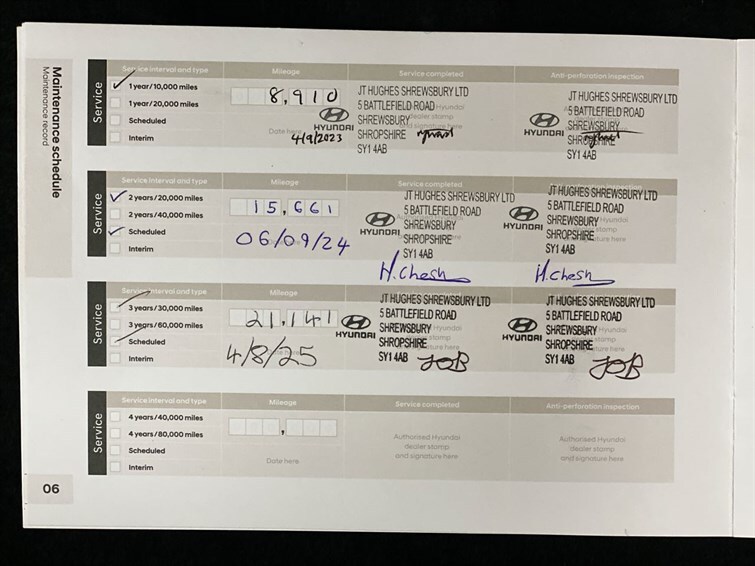 Maintenance schedule
Maintenance record
Service
Service interval and type
Mileage
Service completed
Anti-perforation inspection
1 year/10,000 miles
1 year/20,000 miles
Scheduled
Interim
8,910
Date here
4/9/2023
HYUNDAI
JT HUGHES SHREWSBURY LTD
5 BATTLEFIELD ROAD
SHREWSBURY
SHROPSHIRE
SY1 4AB
HYUNDAI
JT HUGHES SHREWSBURY LTD
5 BATTLEFIELD ROAD
SHREWSBURY
SHROPSHIRE
SY1 4AB
Service
Service interval and type
Mileage
Service completed
2 years/20,000 miles
2 years/40,000 miles
Scheduled
Interim
15,661
06/09/24
HYUNDAI
JT HUGHES SHREWSBURY LTD
5 BATTLEFIELD ROAD
SHREWSBURY
SHROPSHIRE
SY1 4AB
H.Chesh
HYUNDAI
JT HUGHES SHREWSBURY LTD
5 BATTLEFIELD ROAD
SHREWSBURY
SHROPSHIRE
SY1 4AB
H.Chesh
Service
Service interval and type
Mileage
3 years/30,000 miles
3 years/60,000 miles
Scheduled
Interim
21,141
4/8/25
HYUNDAI
JT HUGHES SHREWSBURY LTD
5 BATTLEFIELD ROAD
SHREWSBURY
SHROPSHIRE
SY1 4AB
JOB
HYUNDAI
JT HUGHES SHREWSBURY LTD
5 BATTLEFIELD ROAD
SHREWSBURY
SHROPSHIRE
SY1 4AB
JOB
Service
Service interval and type
Mileage
Service completed
Anti-perforation inspection
4 years/40,000 miles
4 years/80,000 miles
Scheduled
Interim
Date here
Authorised Hyundai
dealer stamp
and signature here
Authorised Hyundai
dealer stamp
and signature here
06